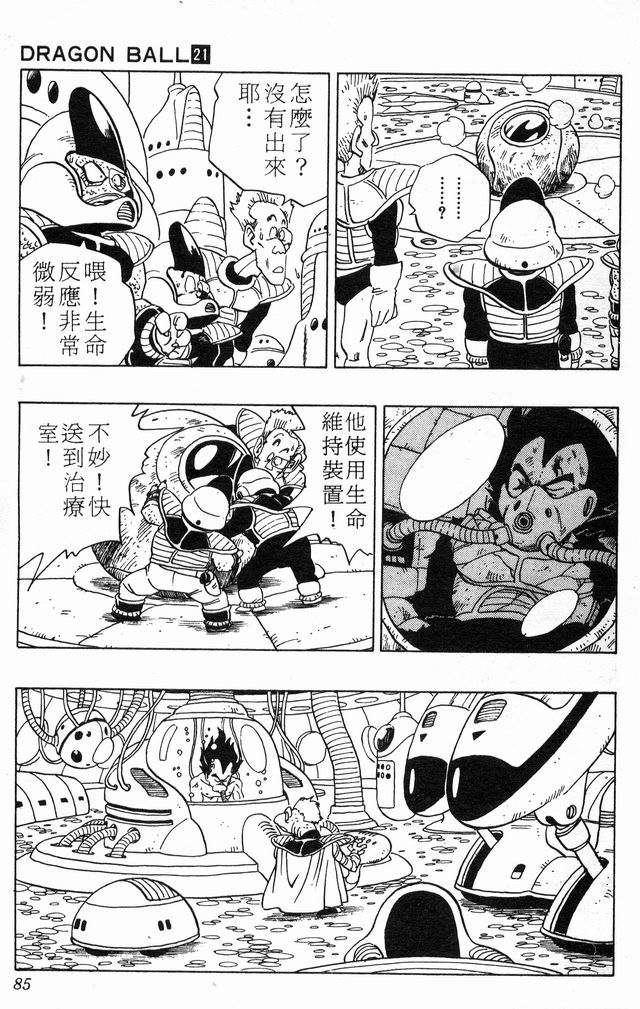 DRAGON BALL 21
……
……?
怎麼了?
沒有出來
耶…
喂!生命
反應非常
微弱!
他使用生命
維持裝置!
不妙!快
送到治療
室!
85